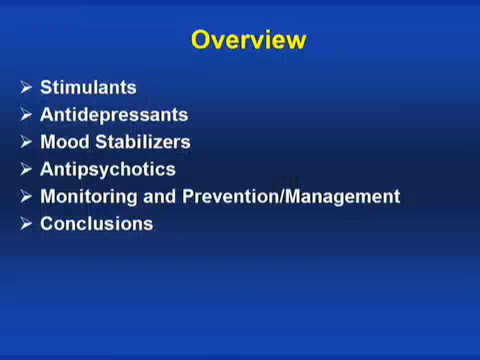 Overview
Stimulants
Antidepressants
Mood Stabilizers
Antipsychotics
Monitoring and Prevention/Management
Conclusions